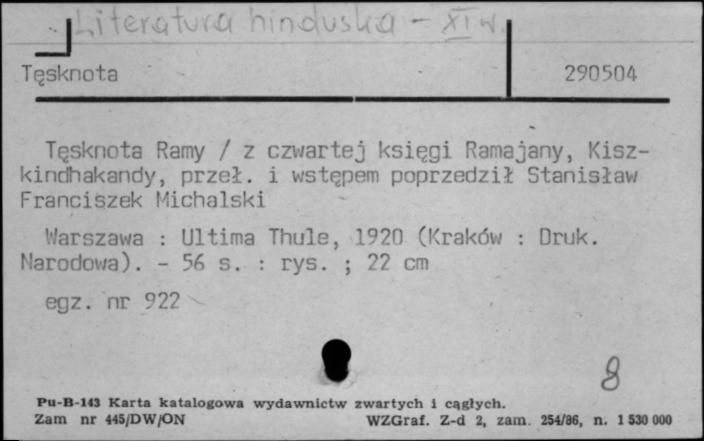 Literatura hinduska - XI w.
Tęsknota 290504
Tęsknota Ramy / z czwartej księgi Ramajany, Kisz-
kindhakandy, przeł. i wstępem poprzedził Stanisław
Franciszek Michalski
Warszawa : Ultima Thule, 1920 (Kraków : Druk.
Narodowa). - 56 s. : rys. ; 22 cm
egz. nr 922
8
Pu-B-143 Karta katalogowa wydawnictw zwartych i cągłych.
Zam nr 445/DW/ON WZGraf. Z-d 2, zam. 254/86, n. 1 530 000